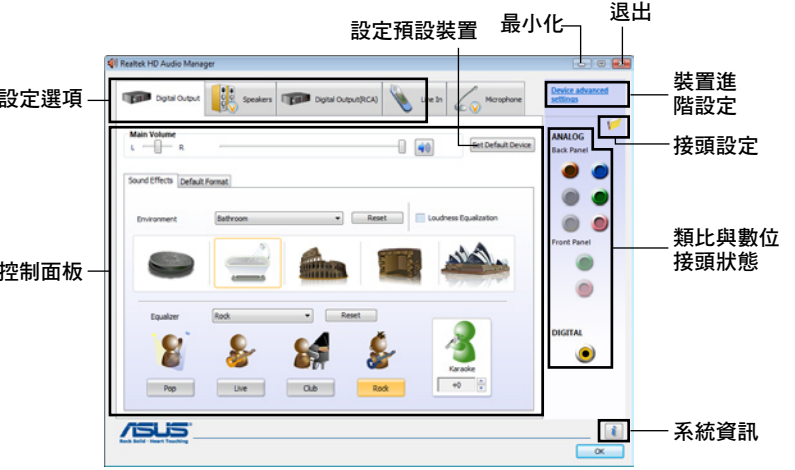 退出
最小化
設定預設裝置
Realtek HD Audio Manager
設定選項
Digital Output
Speakers
Digital Output(RCA)
Line In
Microphone
Device advanced
settings
裝置進
階設定
接頭設定
Main Volume
L
R
Set Default Device
ANALOG
Back Panel
Sound Effects
Default Format
Environment
Bathroom
Reset
Loudness Equalization
控制面板
Front Panel
類比與數位
接頭狀態
Equalizer
Rock
Reset
Pop
Live
Club
Rock
Karaoke
+0
DIGITAL
ASUS
Rock Solid · Heart Touching
系統資訊
OK